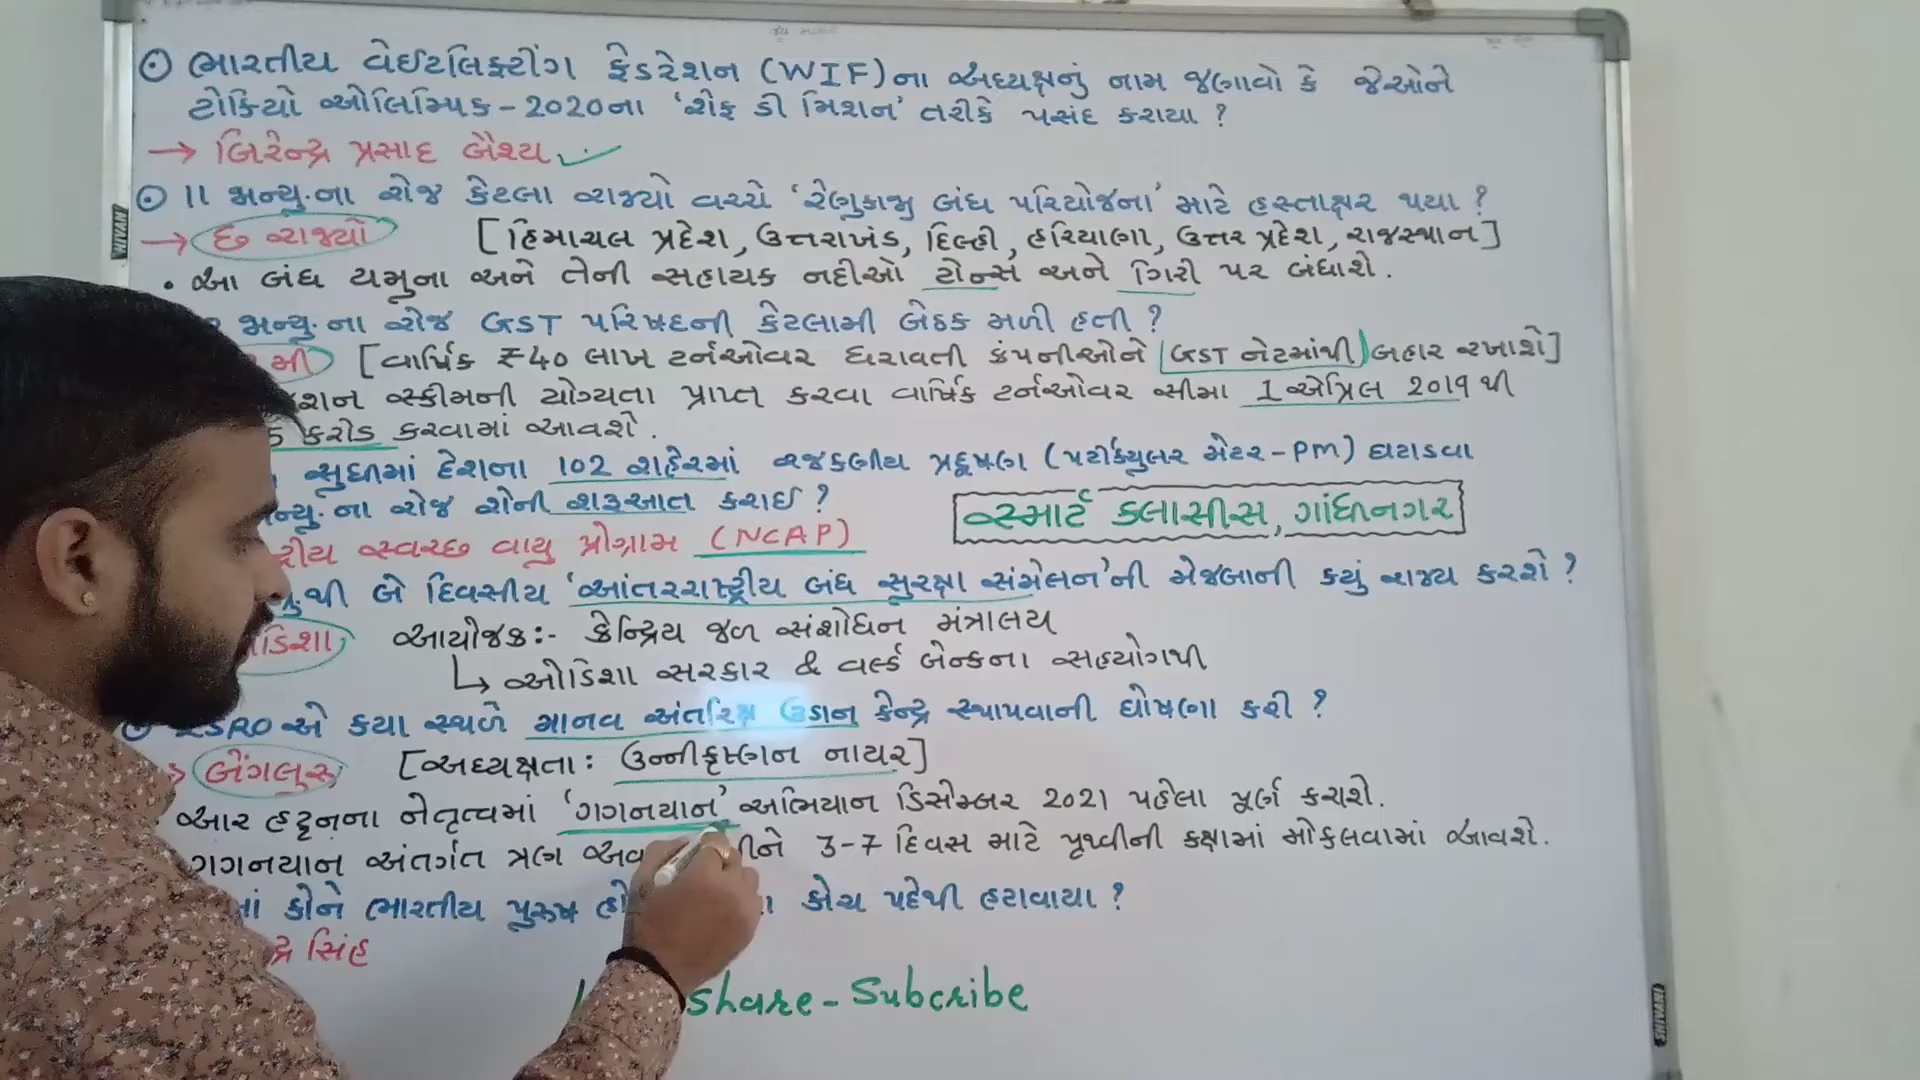 ⊙ ભારતીય વેઈટલિફ્ટીંગ ફેડરેશન (WIF)ના અધ્યક્ષનું નામ જણાવો કે જેઓને
ટોકિયો ઓલિમ્પિક-2020ના 'શેફ ડી મિશન' તરીકે પસંદ કરાયા ?
→ બિરેન્દ્ર પ્રસાદ બૈશ્ય
⊙ 11 જાન્યુ.ના રોજ કેટલા રાજ્યો વચ્ચે 'રેણુકાજી બંધ પરિયોજના' માટે હસ્તાક્ષર થયા ?
→ છ રાજ્યો [હિમાચલ પ્રદેશ, ઉત્તરાખંડ, દિલ્હી, હરિયાણા, ઉત્તર પ્રદેશ, રાજસ્થાન]
• આ બંધ યમુના અને તેની સહાયક નદીઓ ટોન્સ અને ગિરી પર બંધાશે.
જાન્યુ.ના રોજ GST પરિષદની કેટલામી બેઠક મળી હતી ?
મી [વાર્ષિક ₹40 લાખ ટર્નઓવર ધરાવતી કંપનીઓને GST નેટમાંથી બહાર રખાશે]
શન સ્કીમની યોગ્યતા પ્રાપ્ત કરવા વાર્ષિક ટર્નઓવર સીમા 1 એપ્રિલ 2019 થી
કરોડ કરવામાં આવશે.
સુધીમાં દેશના 102 શહેરમાં રજકણીય પ્રદૂષણ (પર્ટીક્યુલર મેટર-PM) ઘટાડવા
ન્યુ.ના રોજ શેની શરૂઆત કરાઈ ?
સ્માર્ટ ક્લાસીસ, ગાંધીનગર
ટ્રીય સ્વચ્છ વાયુ પ્રોગ્રામ (NCAP)
થી બે દિવસીય 'આંતરરાષ્ટ્રીય બંધ સુરક્ષા સંમેલન'ની મેજબાની કયું રાજ્ય કરશે ?
ડિશા આયોજક:- કેન્દ્રિય જળ સંશોધન મંત્રાલય
↳ ઓડિશા સરકાર & વર્લ્ડ બેન્કના સહયોગથી
ISRO એ કયા સ્થળે માનવ અંતરિક્ષ ઉડાન કેન્દ્ર સ્થાપવાની ઘોષણા કરી ?
→ બેંગલુરુ [અધ્યક્ષતા: ઉન્નીકૃષ્ણન નાયર]
આર હટ્ટનના નેતૃત્વમાં 'ગગનયાન' અભિયાન ડિસેમ્બર 2021 પહેલા પૂર્ણ કરાશે.
ગગનયાન અંતર્ગત ત્રણ અવ ીને 3-7 દિવસ માટે પૃથ્વીની કક્ષામાં મોકલવામાં આવશે.
માં કોને ભારતીય પુરુષ હો કોચ પદેથી હટાવાયા ?
દ્ર સિંહ
Share - Subcribe
HIVAN
HIVAN